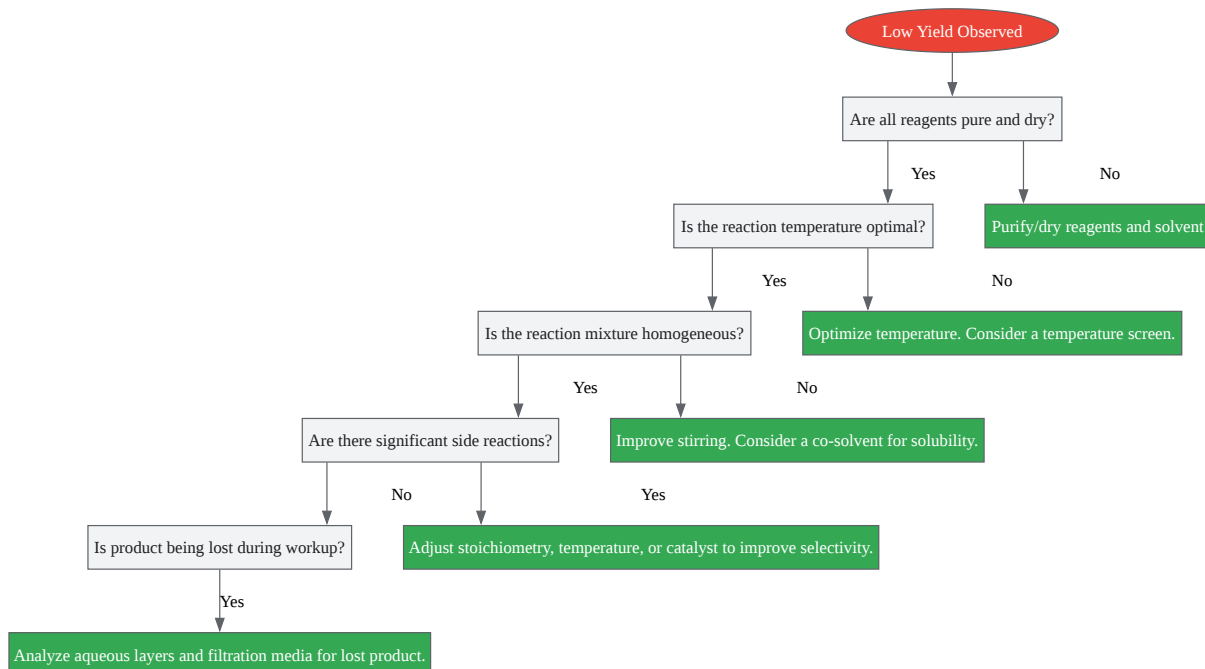 Low Yield Observed
Are all reagents pure and dry?
Yes
No
Is the reaction temperature optimal?
Purify/dry reagents and solvent
Yes
No
Is the reaction mixture homogeneous?
Optimize temperature. Consider a temperature screen.
Yes
No
Are there significant side reactions?
Improve stirring. Consider a co-solvent for solubility.
No
Yes
Is product being lost during workup?
Adjust stoichiometry, temperature, or catalyst to improve selectivity.
Yes
Analyze aqueous layers and filtration media for lost product.